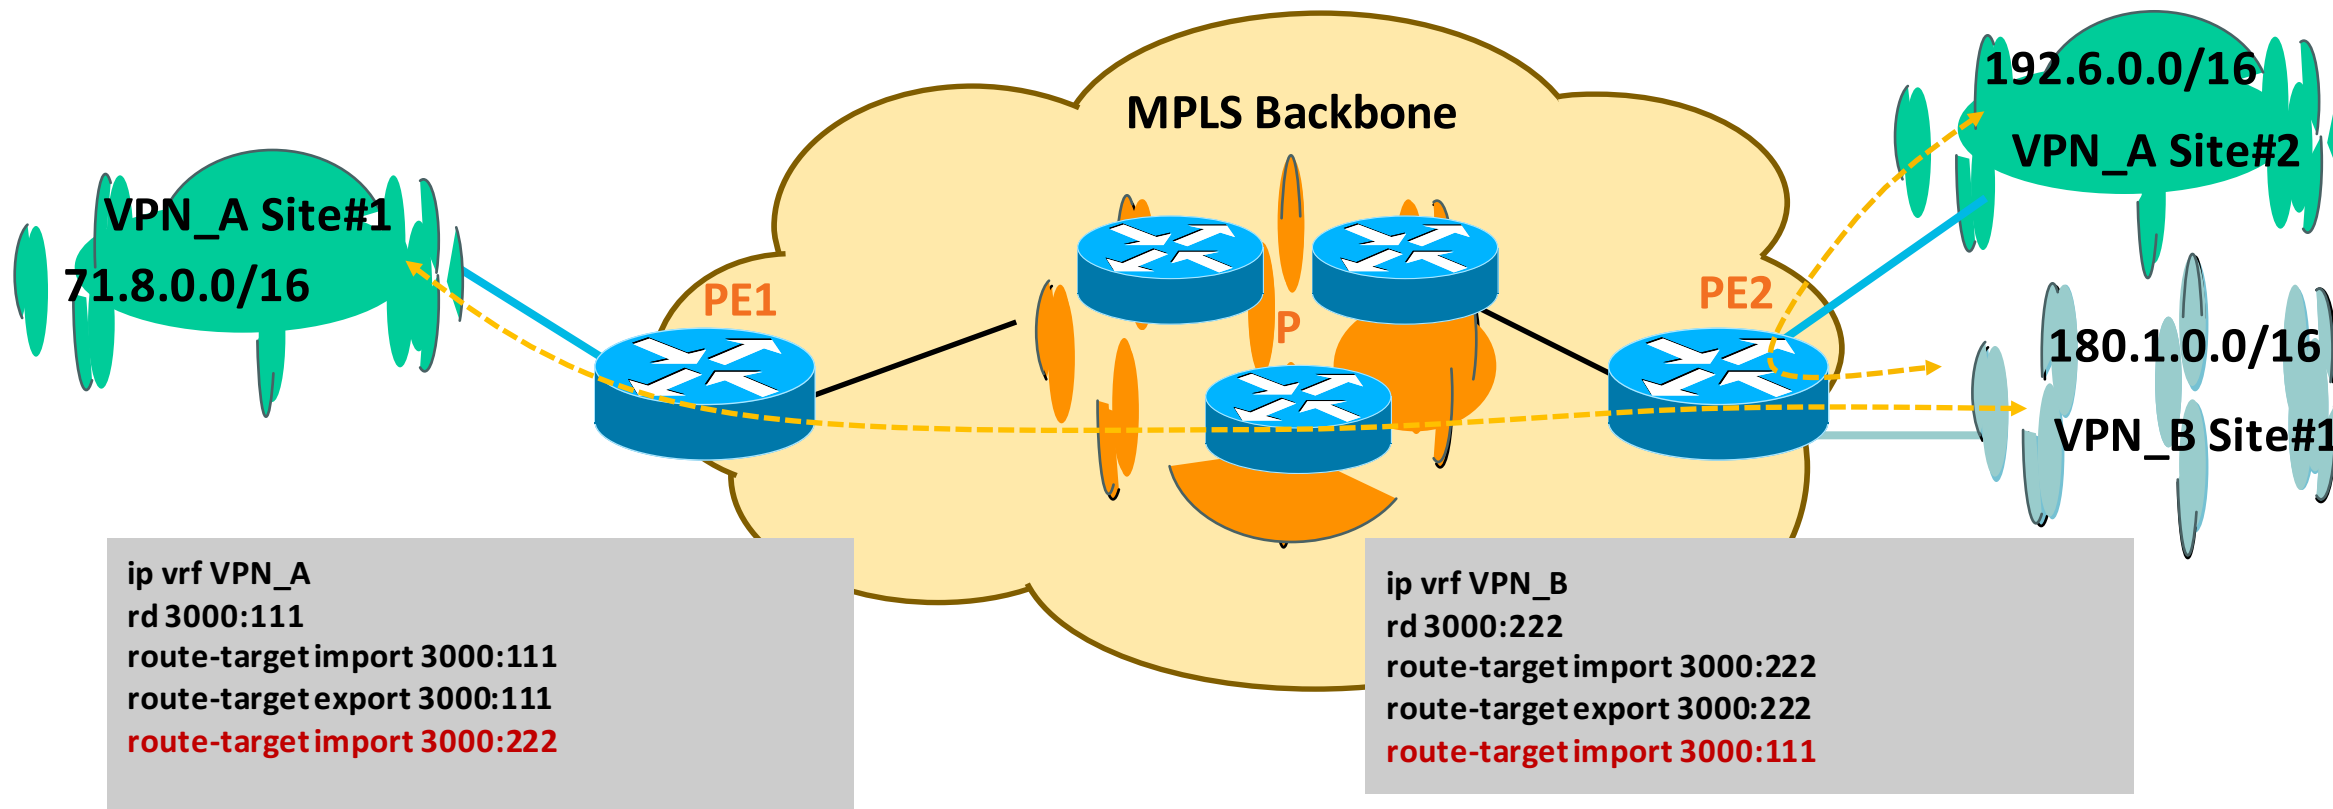 MPLS Backbone
192.6.0.0/16
VPN_A Site#2
VPN_A Site#1
71.8.0.0/16
PE1
P
PE2
180.1.0.0/16
VPN_B Site#1
ip vrf VPN_A
rd 3000:111
route-target import 3000:111
route-target export 3000:111
route-target import 3000:222
ip vrf VPN_B
rd 3000:222
route-target import 3000:222
route-target export 3000:222
route-target import 3000:111